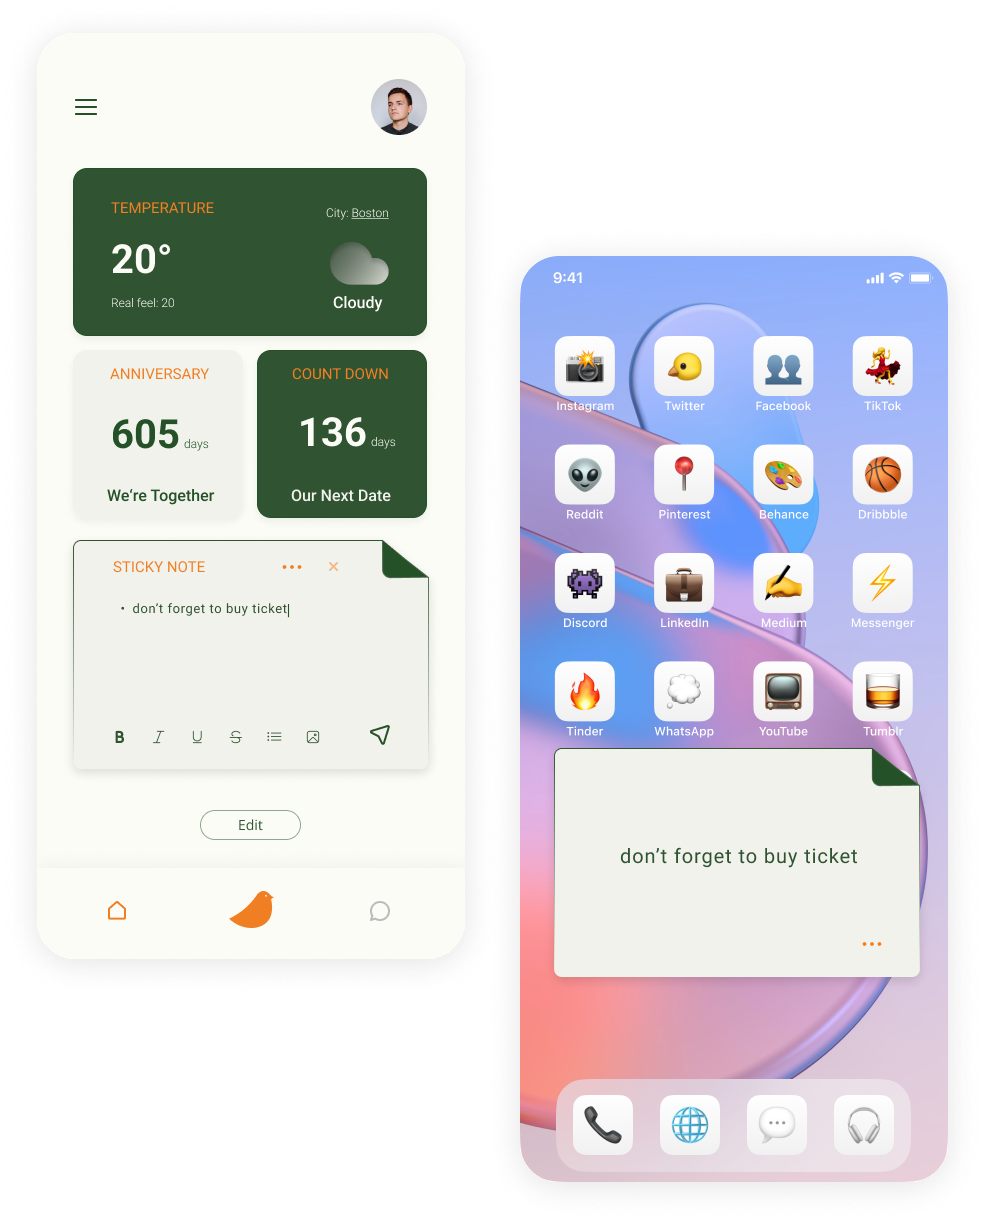 TEMPERATURE
City: Boston
20°
Real feel: 20
Cloudy
ANNIVERSARY
605 days
We‘re Together
COUNT DOWN
136 days
Our Next Date
STICKY NOTE
• don’t forget to buy ticket
B I U S
Edit
9:41
Instagram Twitter Facebook TikTok
Reddit Pinterest Behance Dribbble
Discord LinkedIn Medium Messenger
Tinder WhatsApp YouTube Tumblr
don’t forget to buy ticket